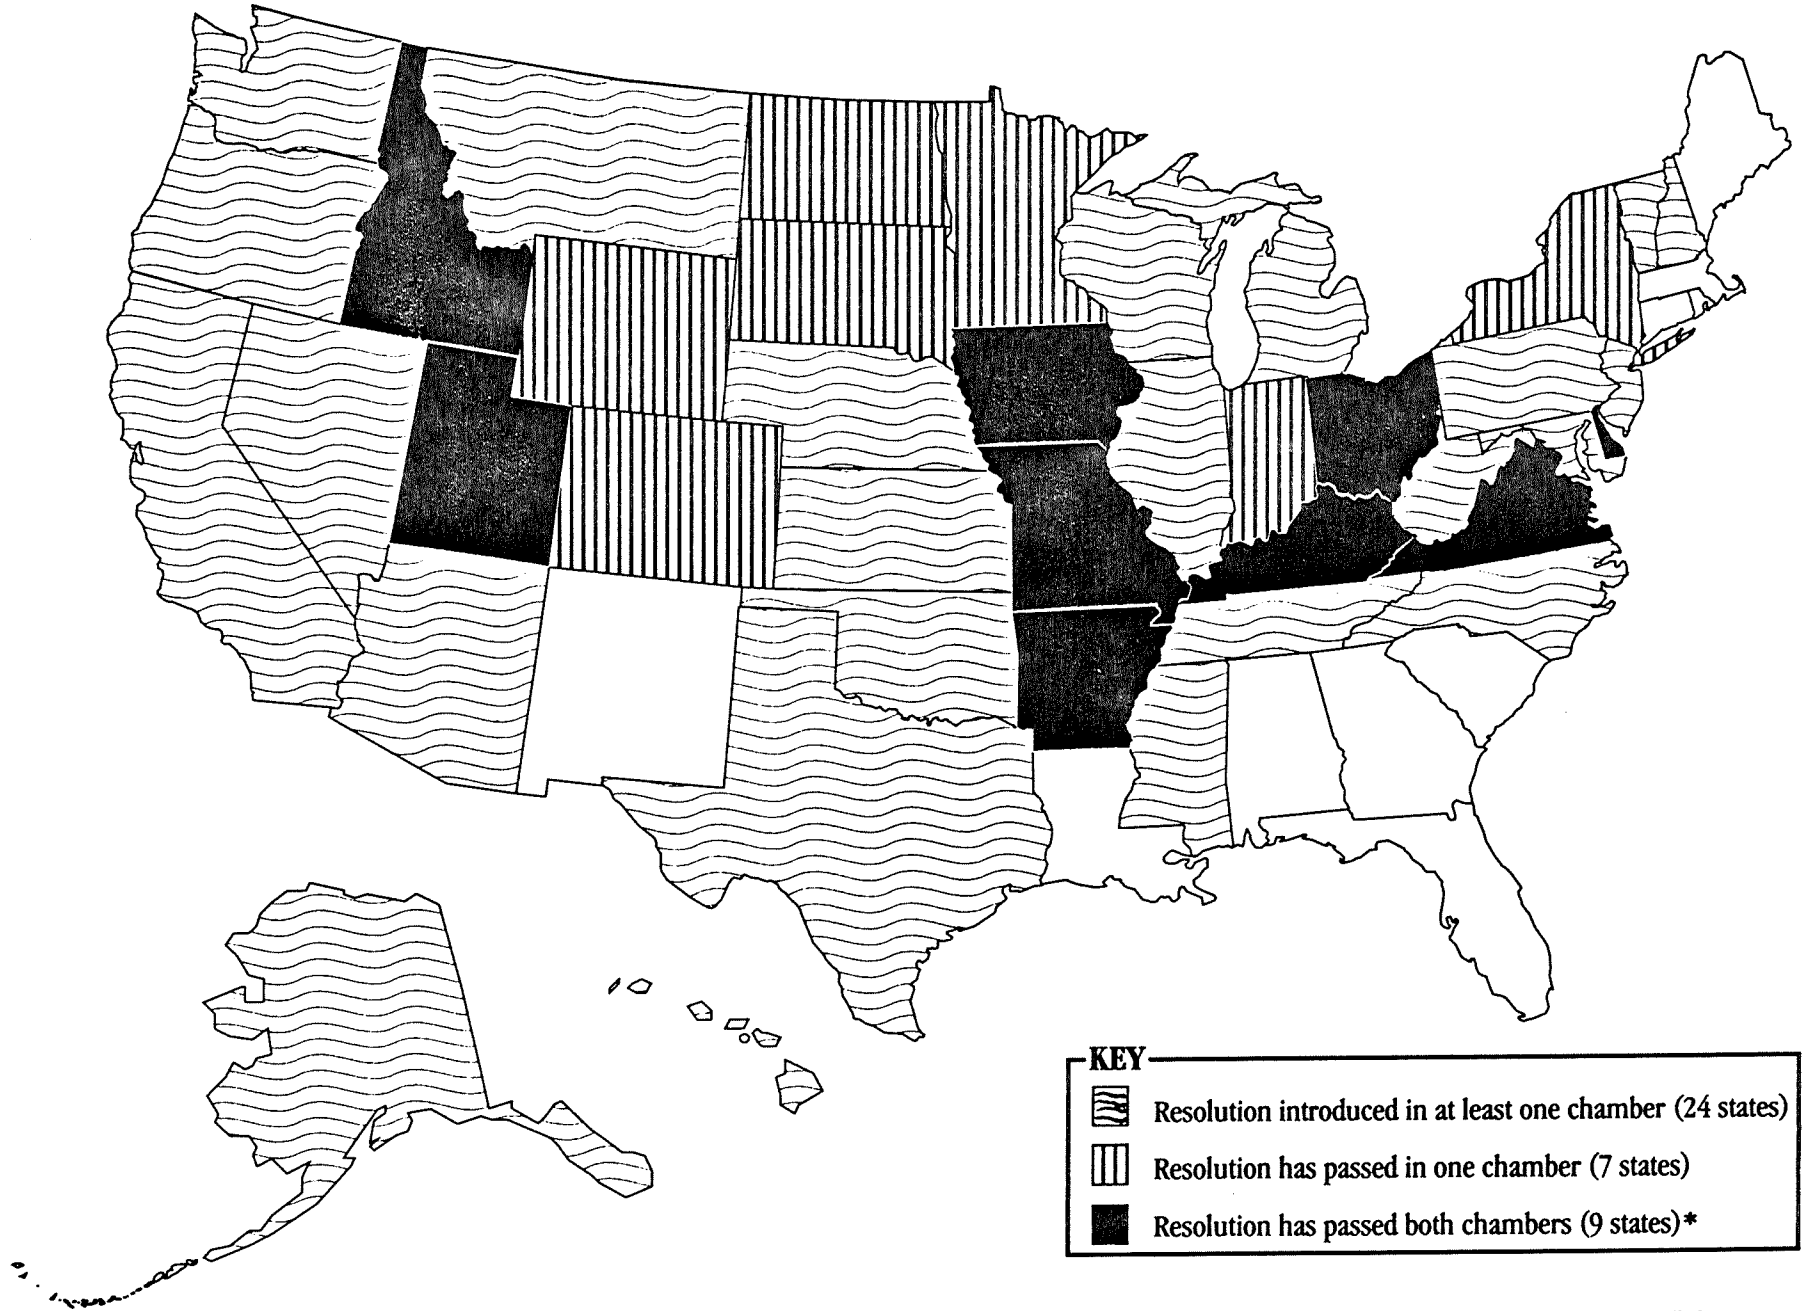 KEY
Resolution introduced in at least one chamber (24 states)
Resolution has passed in one chamber (7 states)
Resolution has passed both chambers (9 states)*